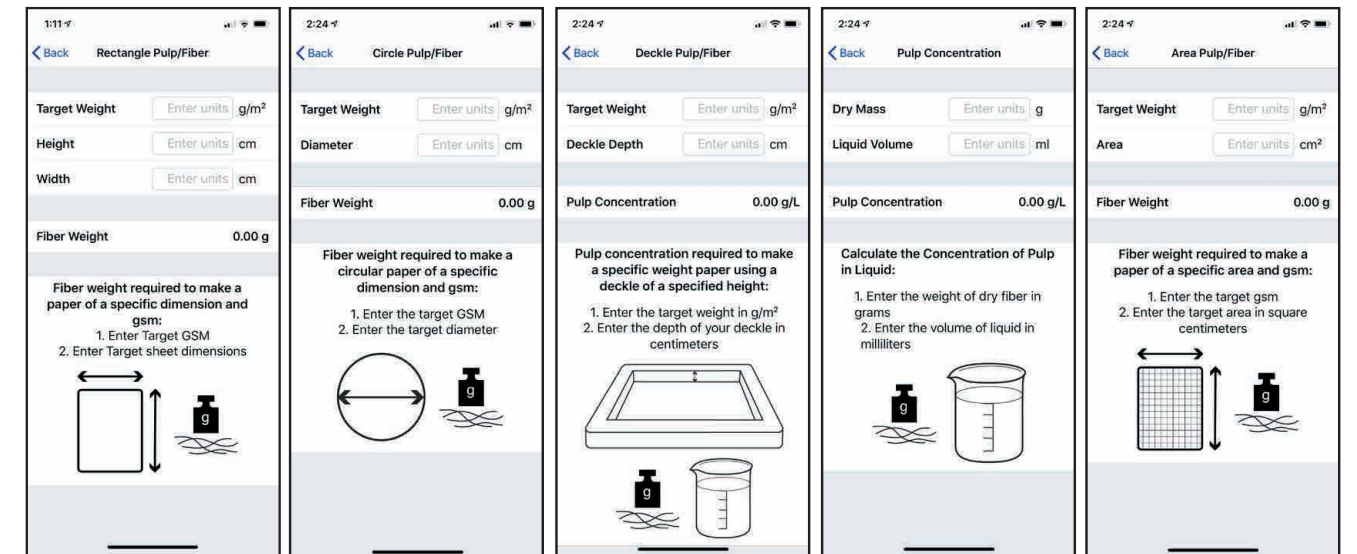 1:11
Back Rectangle Pulp/Fiber
Target Weight Enter units g/m²
Height Enter units cm
Width Enter units cm
Fiber Weight 0.00 g
Fiber weight required to make a
paper of a specific dimension and
gsm:
1. Enter Target GSM
2. Enter Target sheet dimensions
g
2:24
Back Circle Pulp/Fiber
Target Weight Enter units g/m²
Diameter Enter units cm
Fiber Weight 0.00 g
Fiber weight required to make a
circular paper of a specific
dimension and gsm:
1. Enter the target GSM
2. Enter the target diameter
g
2:24
Back Deckle Pulp/Fiber
Target Weight Enter units g/m²
Deckle Depth Enter units cm
Pulp Concentration 0.00 g/L
Pulp concentration required to make
a specific weight paper using a
deckle of a specified height:
1. Enter the target weight in g/m²
2. Enter the depth of your deckle in
centimeters
g
2:24
Back Pulp Concentration
Dry Mass Enter units g
Liquid Volume Enter units ml
Pulp Concentration 0.00 g/L
Calculate the Concentration of Pulp
in Liquid:
1. Enter the weight of dry fiber in
grams
2. Enter the volume of liquid in
milliliters
g
2:24
Back Area Pulp/Fiber
Target Weight Enter units g/m²
Area Enter units cm²
Fiber Weight 0.00 g
Fiber weight required to make a
paper of a specific area and gsm:
1. Enter the target gsm
2. Enter the target area in square
centimeters
g